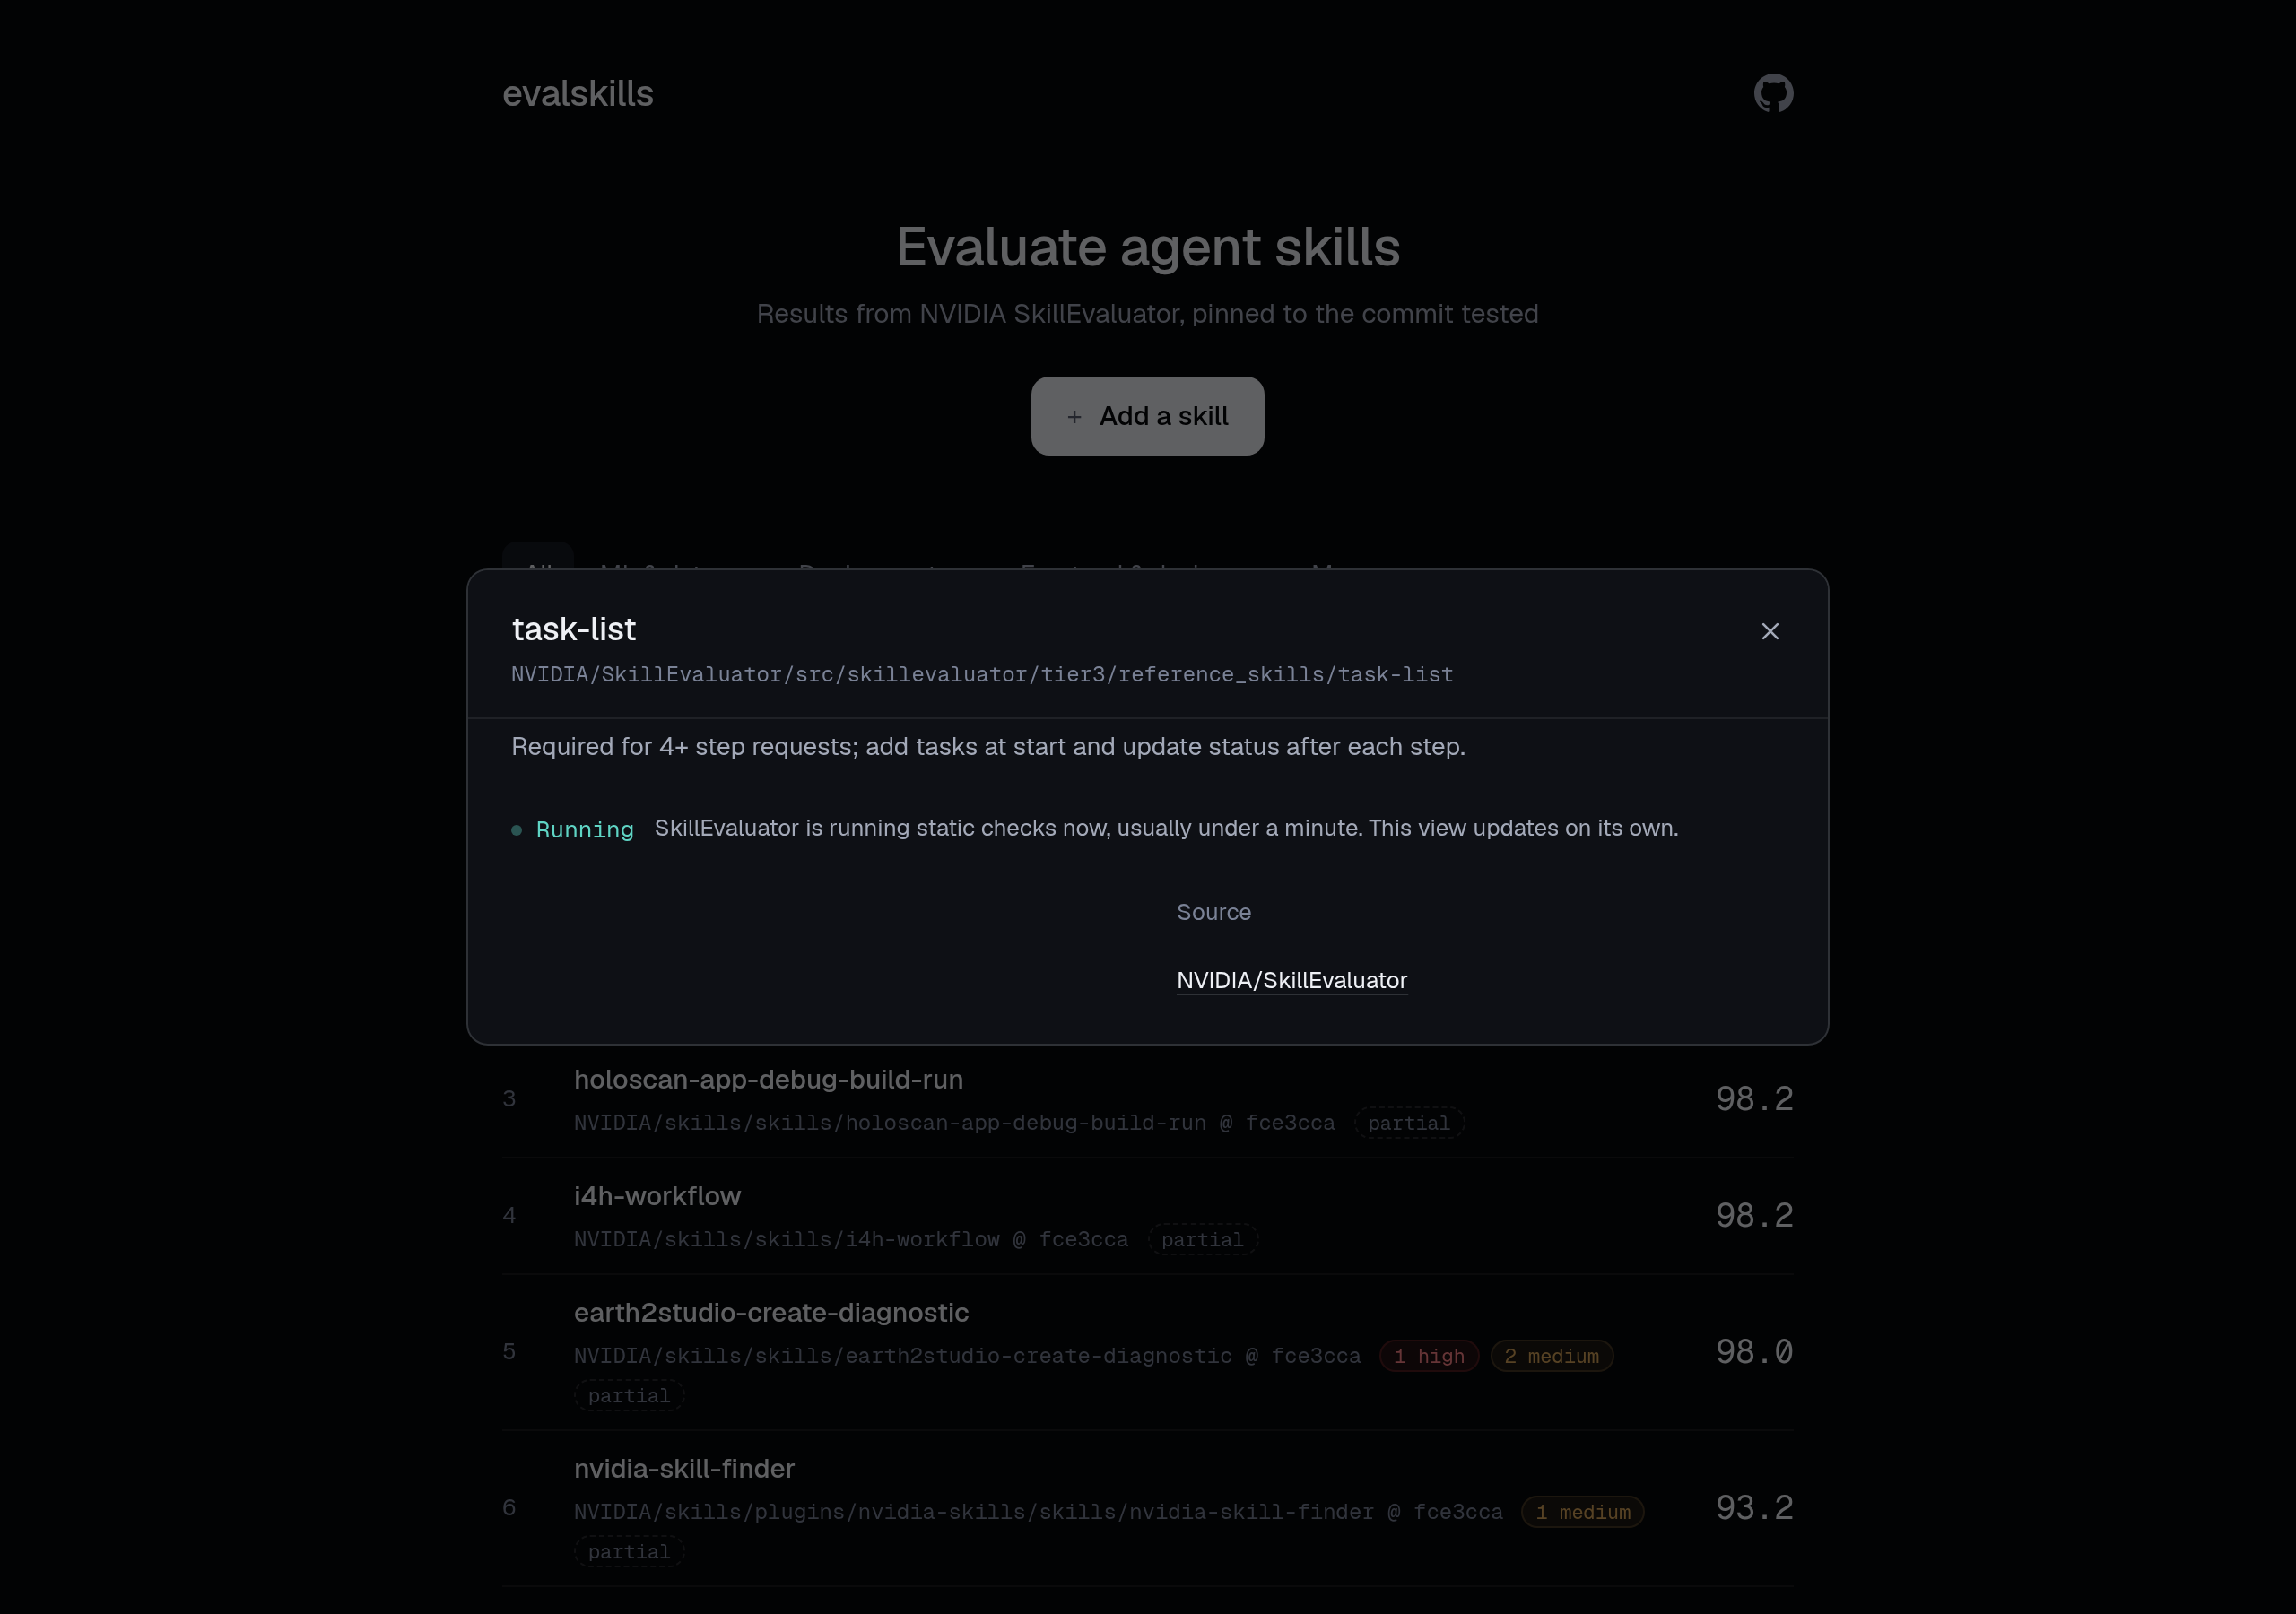 evalskills
Evaluate agent skills
Results from NVIDIA SkillEvaluator, pinned to the commit tested
+ Add a skill
All
task-list
NVIDIA/SkillEvaluator/src/skillevaluator/tier3/reference_skills/task-list
Required for 4+ step requests; add tasks at start and update status after each step.
Running SkillEvaluator is running static checks now, usually under a minute. This view updates on its own.
Source
NVIDIA/SkillEvaluator
3 holoscan-app-debug-build-run 98.2
NVIDIA/skills/skills/holoscan-app-debug-build-run @ fce3cca partial
4 i4h-workflow 98.2
NVIDIA/skills/skills/i4h-workflow @ fce3cca partial
5 earth2studio-create-diagnostic 98.0
NVIDIA/skills/skills/earth2studio-create-diagnostic @ fce3cca 1 high 2 medium
partial
6 nvidia-skill-finder 93.2
NVIDIA/skills/plugins/nvidia-skills/skills/nvidia-skill-finder @ fce3cca 1 medium
partial